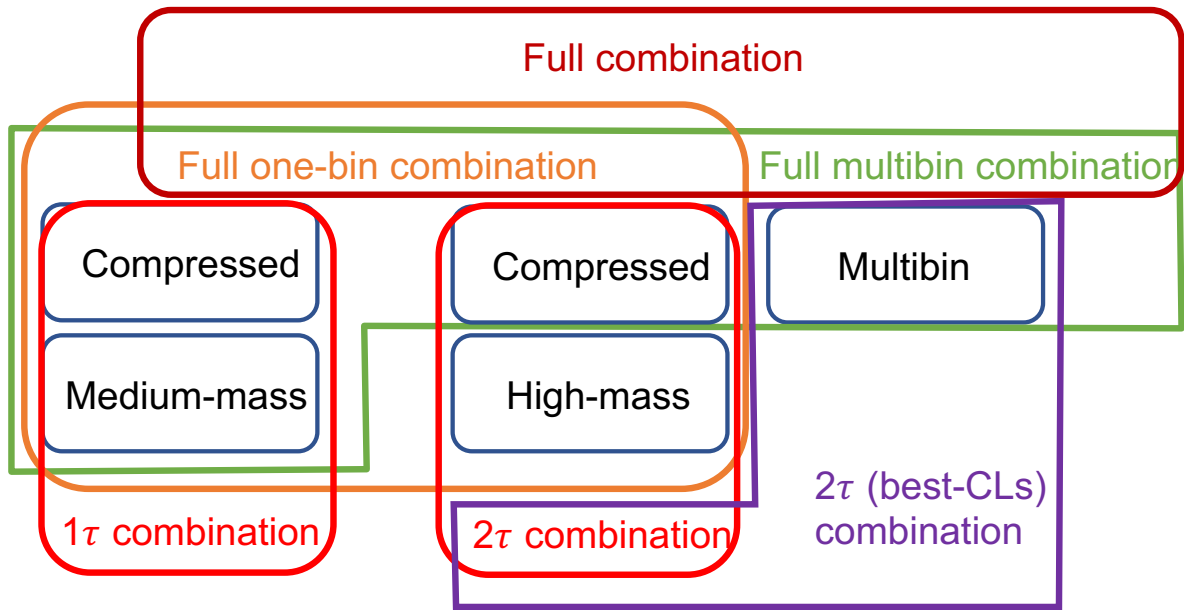 Full combination
Full one-bin combination
Full multibin combination
Compressed
Compressed
Multibin
Medium-mass
High-mass
1τ combination
2τ combination
2τ (best-CLs)
combination